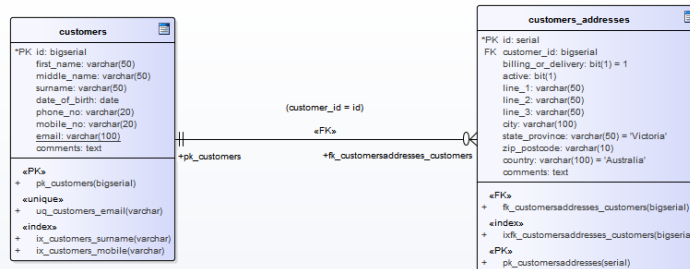 customers
*PK id: bigserial
first_name: varchar(50)
middle_name: varchar(50)
surname: varchar(50)
date_of_birth: date
phone_no: varchar(20)
mobile_no: varchar(20)
email: varchar(100)
comments: text
«PK»
+ pk_customers(bigserial)
«unique»
+ uq_customers_email(varchar)
«index»
+ ix_customers_surname(varchar)
+ ix_customers_mobile(varchar)
(customer_id = id)
«FK»
+pk_customers
+fk_customersaddresses_customers
customers_addresses
*PK id: serial
FK customer_id: bigserial
billing_or_delivery: bit(1) = 1
active: bit(1)
line_1: varchar(50)
line_2: varchar(50)
line_3: varchar(50)
city: varchar(100)
state_province: varchar(50) = 'Victoria'
zip_postcode: varchar(10)
country: varchar(100) = 'Australia'
comments: text
«FK»
+ fk_customersaddresses_customers(bigserial)
«index»
+ ixfk_customersaddresses_customers(bigseria
«PK»
+ pk_customersaddresses(serial)